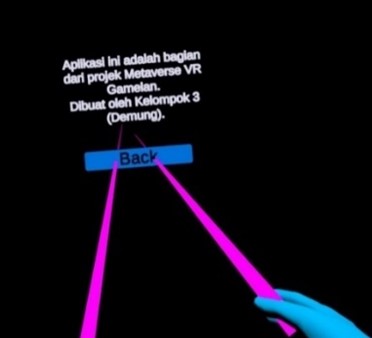 Aplikasi ini adalah bagian
dari projek Metaverse VR
Gamelan.
Dibuat oleh Kelompok 3
(Demung).
Back